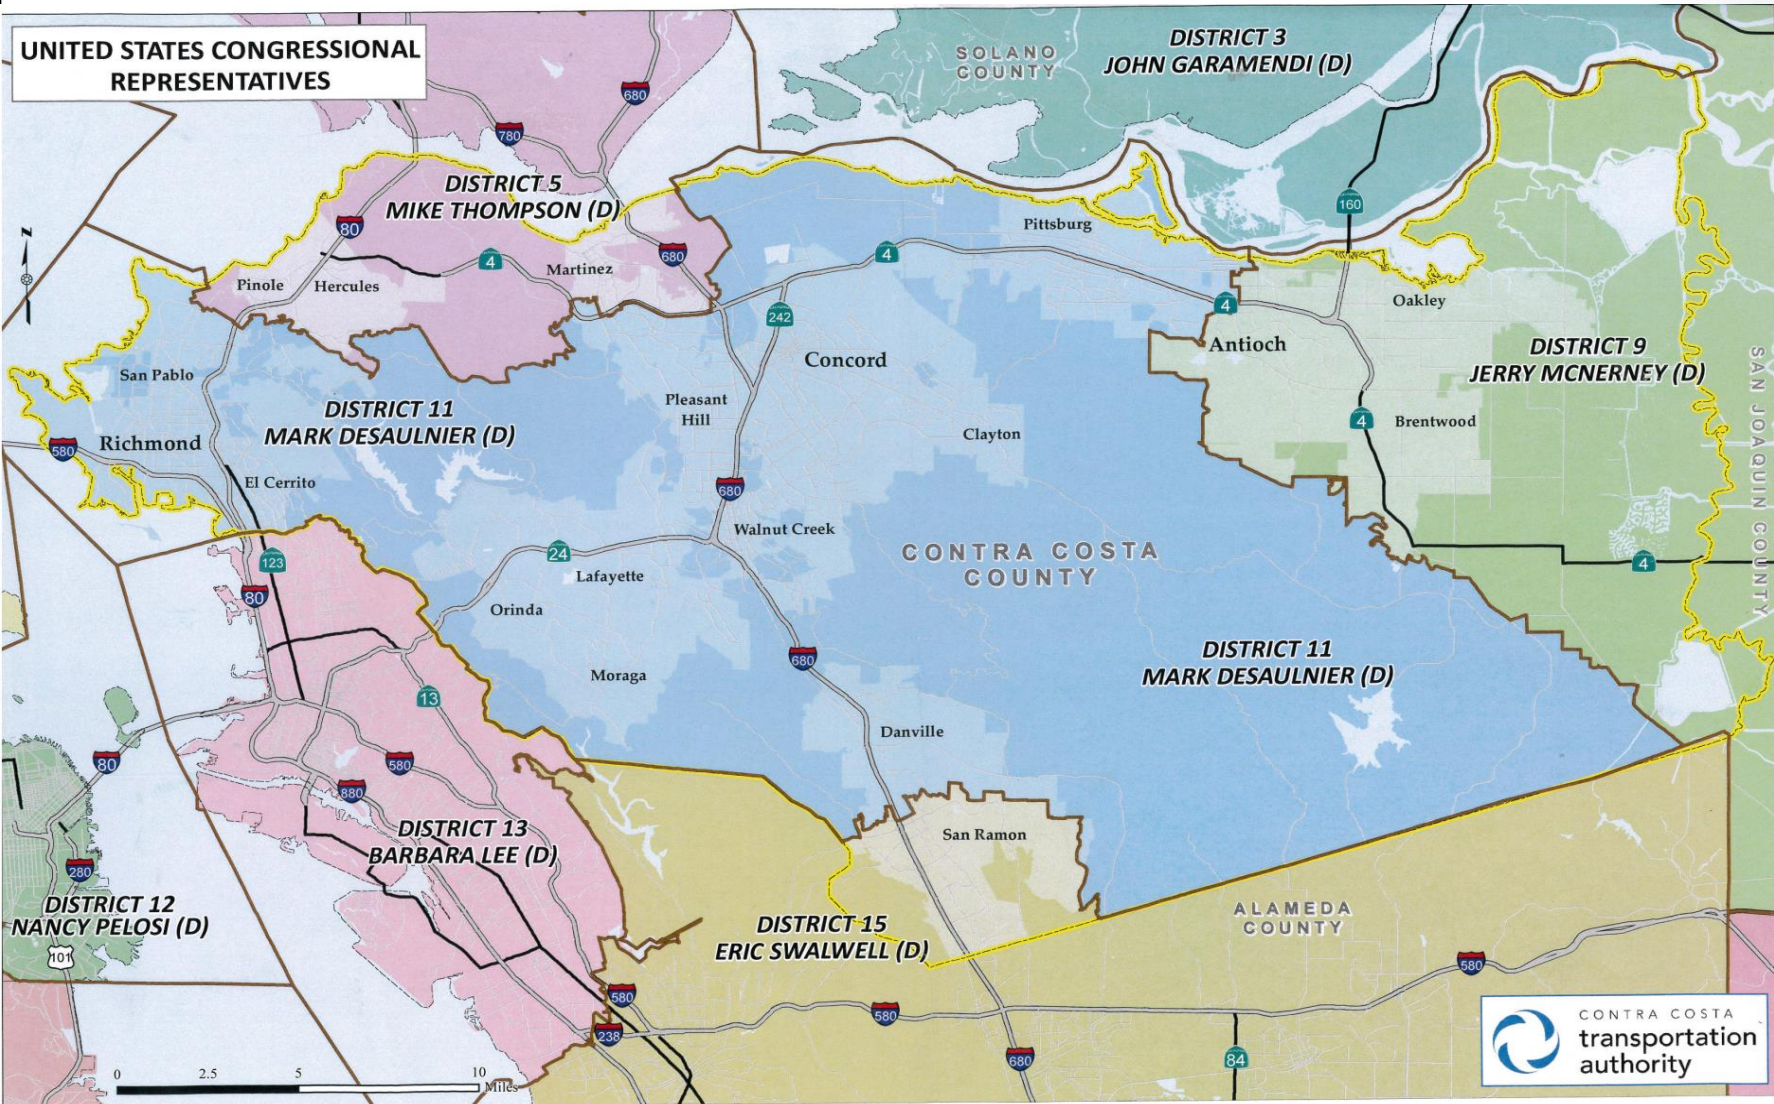 UNITED STATES CONGRESSIONAL
REPRESENTATIVES
SOLANO
COUNTY
DISTRICT 3
JOHN GARAMENDI (D)
680
780
DISTRICT 5
MIKE THOMPSON (D)
80
4
680
160
Pittsburg
4
N
Pinole
Hercules
Martinez
242
4
Oakley
San Pablo
Concord
Antioch
DISTRICT 9
JERRY MCNERNEY (D)
SAN JOAQUIN COUNTY
DISTRICT 11
MARK DESAULNIER (D)
Pleasant
Hill
Clayton
4
Brentwood
580
Richmond
El Cerrito
680
Walnut Creek
CONTRA COSTA
COUNTY
123
24
4
80
Lafayette
Orinda
Moraga
680
DISTRICT 11
MARK DESAULNIER (D)
13
Danville
80
580
880
DISTRICT 13
BARBARA LEE (D)
San Ramon
280
DISTRICT 12
NANCY PELOSI (D)
101
DISTRICT 15
ERIC SWALWELL (D)
ALAMEDA
COUNTY
580
580
580
238
680
84
0 2.5 5 10
Miles
CONTRA COSTA
transportation
authority